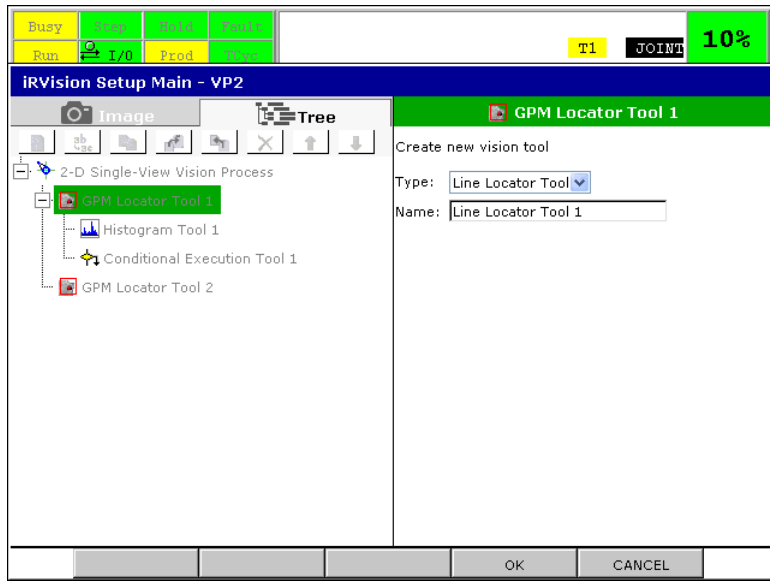 Busy Step Hold Fault
Run I/O Prod TCyc
T1 JOINT 10%
iRVision Setup Main - VP2
Image Tree
GPM Locator Tool 1
ab
ac
Create new vision tool
2-D Single-View Vision Process
Type: Line Locator Tool
GPM Locator Tool 1
Name: Line Locator Tool 1
Histogram Tool 1
Conditional Execution Tool 1
GPM Locator Tool 2
OK CANCEL